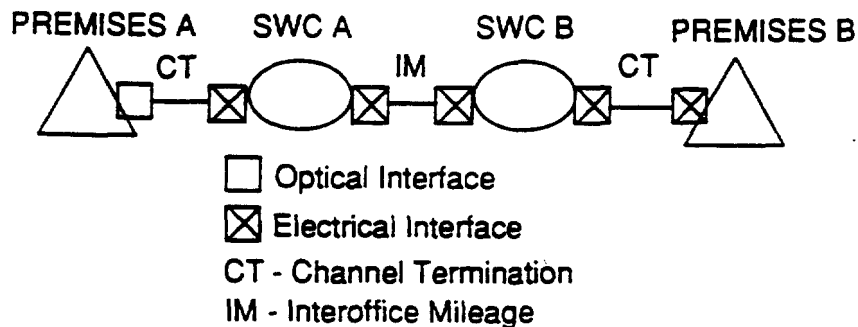 PREMISES A SWC A SWC B PREMISES B
CT IM CT
Optical Interface
Electrical Interface
CT - Channel Termination
IM - Interoffice Mileage